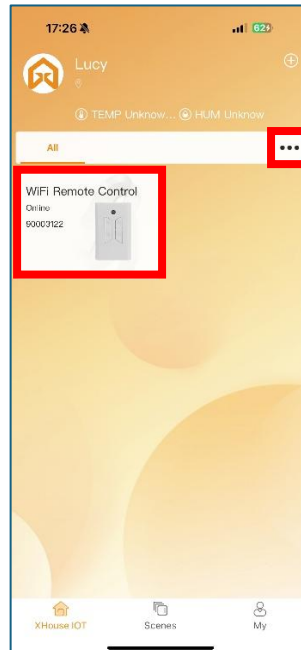 17:26
62
Lucy
TEMP Unknow... HUM Unknow
All
WiFi Remote Control
Online
90003122
XHouse IOT
Scenes
My